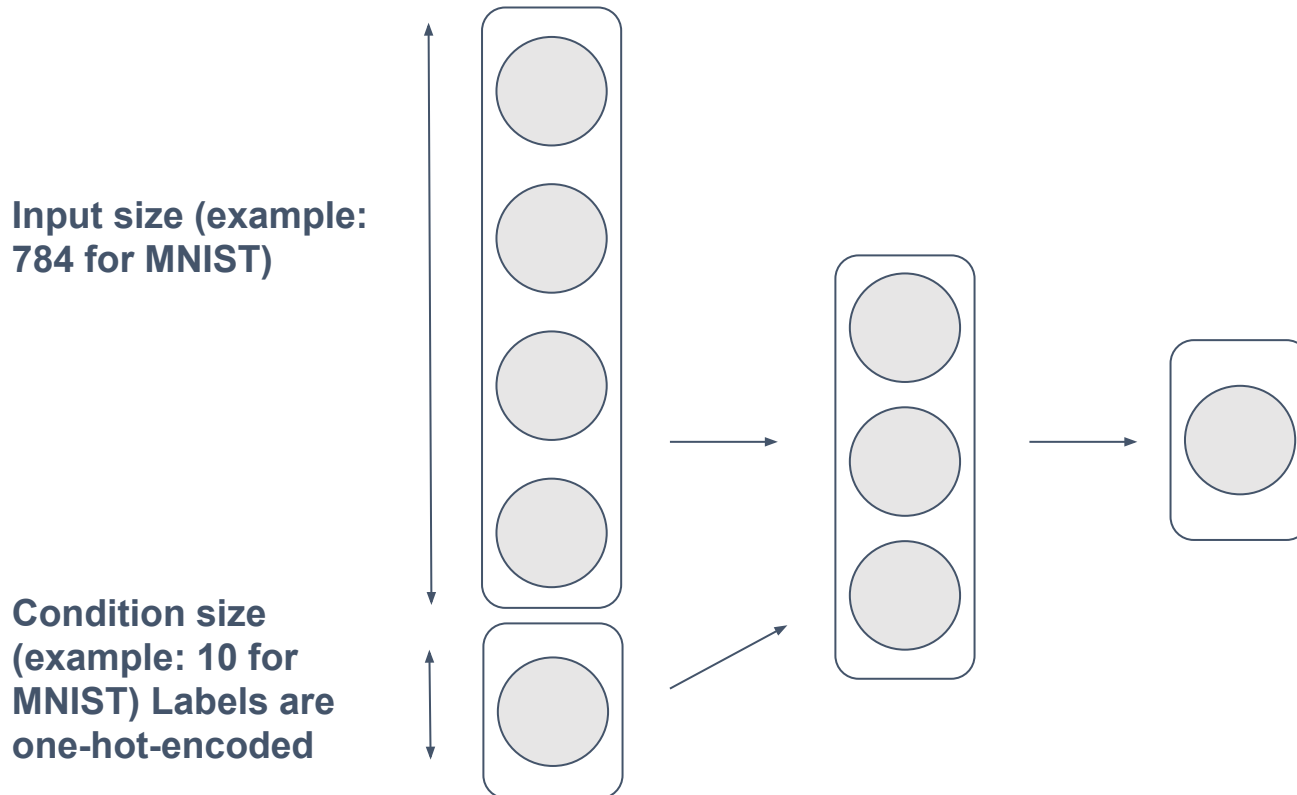 Input size (example:
784 for MNIST)
Condition size
(example: 10 for
MNIST) Labels are
one-hot-encoded